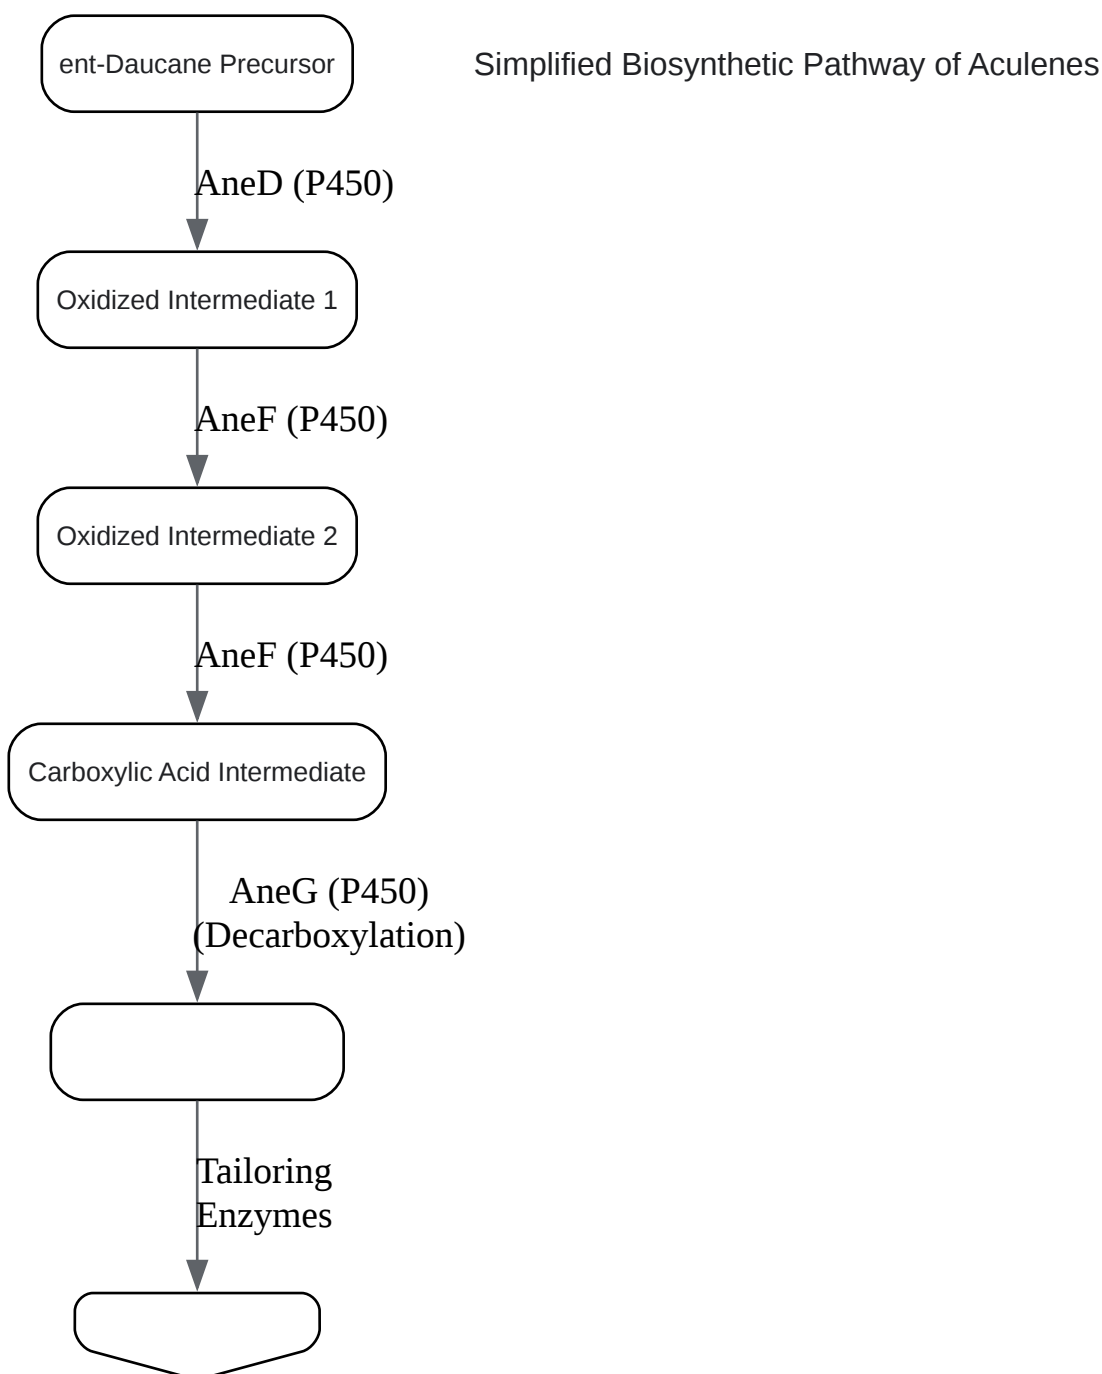 ent-Daucane Precursor
Simplified Biosynthetic Pathway of Aculenes
AneD (P450)
Oxidized Intermediate 1
AneF (P450)
Oxidized Intermediate 2
AneF (P450)
Carboxylic Acid Intermediate
AneG (P450)
(Decarboxylation)
Tailoring
Enzymes